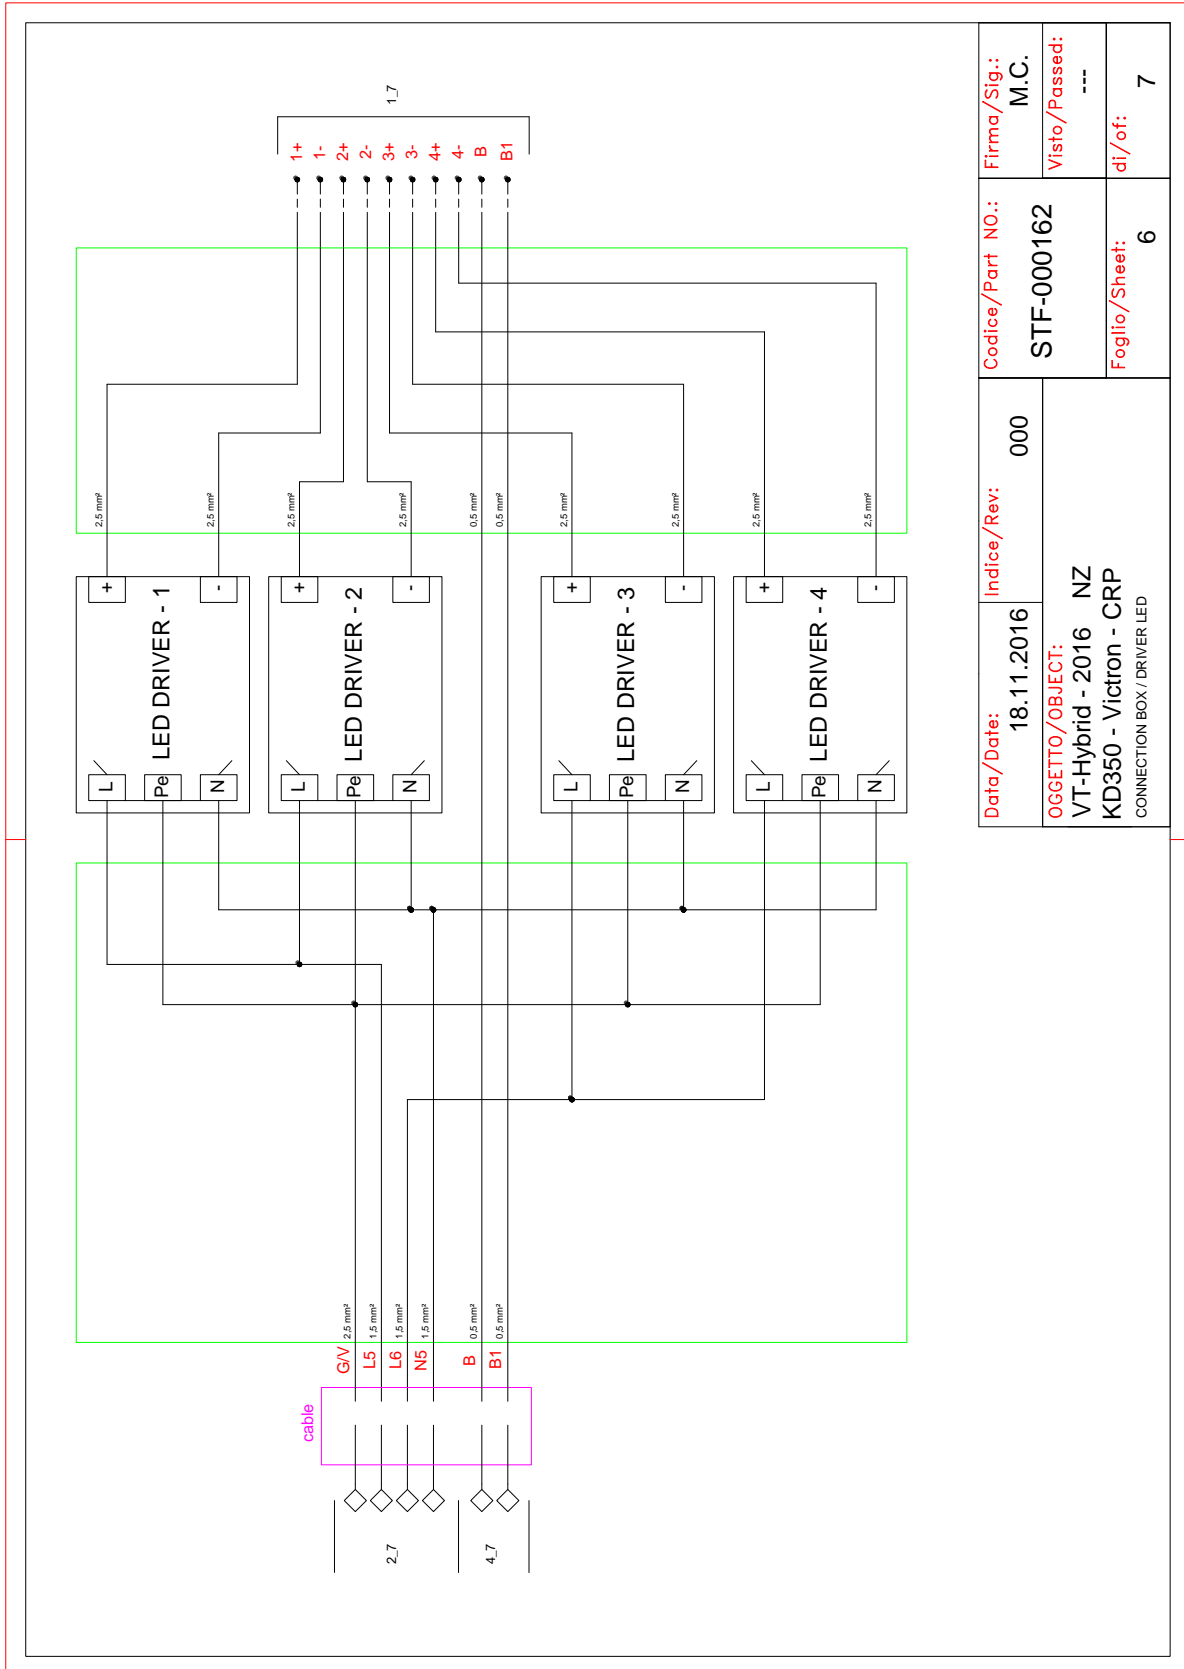 1_7
1+
1-
2+
2-
3+
3-
4+
4-
B
B1
2,5 mm²
2,5 mm²
2,5 mm²
2,5 mm²
0,5 mm²
0,5 mm²
2,5 mm²
2,5 mm²
2,5 mm²
2,5 mm²
+
-
LED DRIVER - 1
L
Pe
N
+
-
LED DRIVER - 2
L
Pe
N
+
-
LED DRIVER - 3
L
Pe
N
+
-
LED DRIVER - 4
L
Pe
N
G/V 2,5 mm²
L5 1,5 mm²
L6 1,5 mm²
N5 1,5 mm²
B 0,5 mm²
B1 0,5 mm²
cable
2_7
4_7
Data/Date:
18.11.2016
Indice/Rev:
000
Codice/Part NO.:
STF-000162
Firma/Sig.:
M.C.
OGGETTO/OBJECT:
VT-Hybrid - 2016 NZ
KD350 - Victron - CRP
CONNECTION BOX / DRIVER LED
Visto/Passed:
---
Foglio/Sheet:
6
di/of:
7